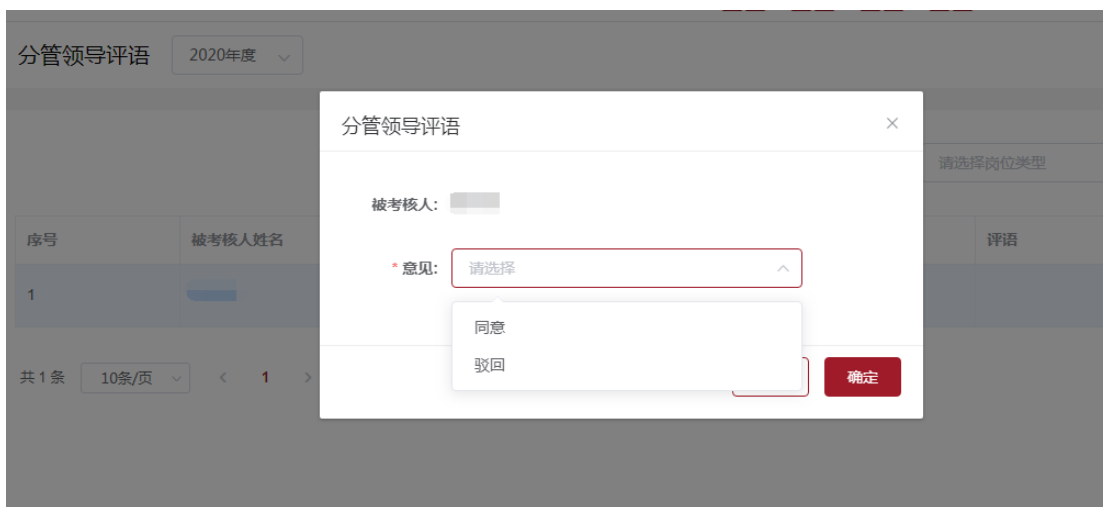 分管领导评语 2020年度
分管领导评语
请选择岗位类型
被考核人:
序号 被考核人姓名 评语
* 意见: 请选择
1
同意
驳回
共 1 条 10条/页 1
确定